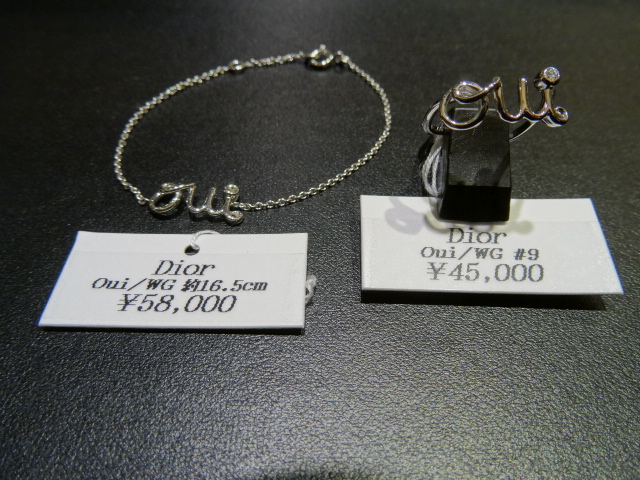 oui
oui
Dior
Oui/WG 約16.5cm
¥58,000
Dior
Oui/WG #9
¥45,000